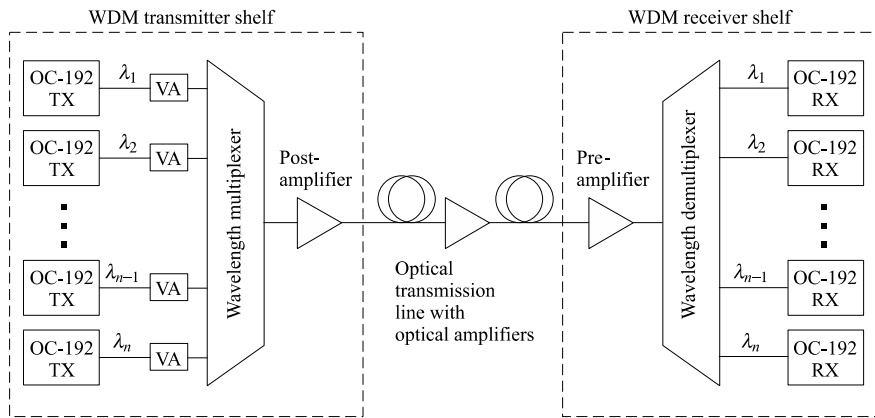 WDM transmitter shelf
OC-192
TX
λ1
VA
OC-192
TX
λ2
VA
OC-192
TX
λn−1
VA
OC-192
TX
λn
VA
Wavelength multiplexer
Post-
amplifier
Optical
transmission
line with
optical amplifiers
WDM receiver shelf
Pre-
amplifier
Wavelength demultiplexer
λ1
OC-192
RX
λ2
OC-192
RX
λn−1
OC-192
RX
λn
OC-192
RX